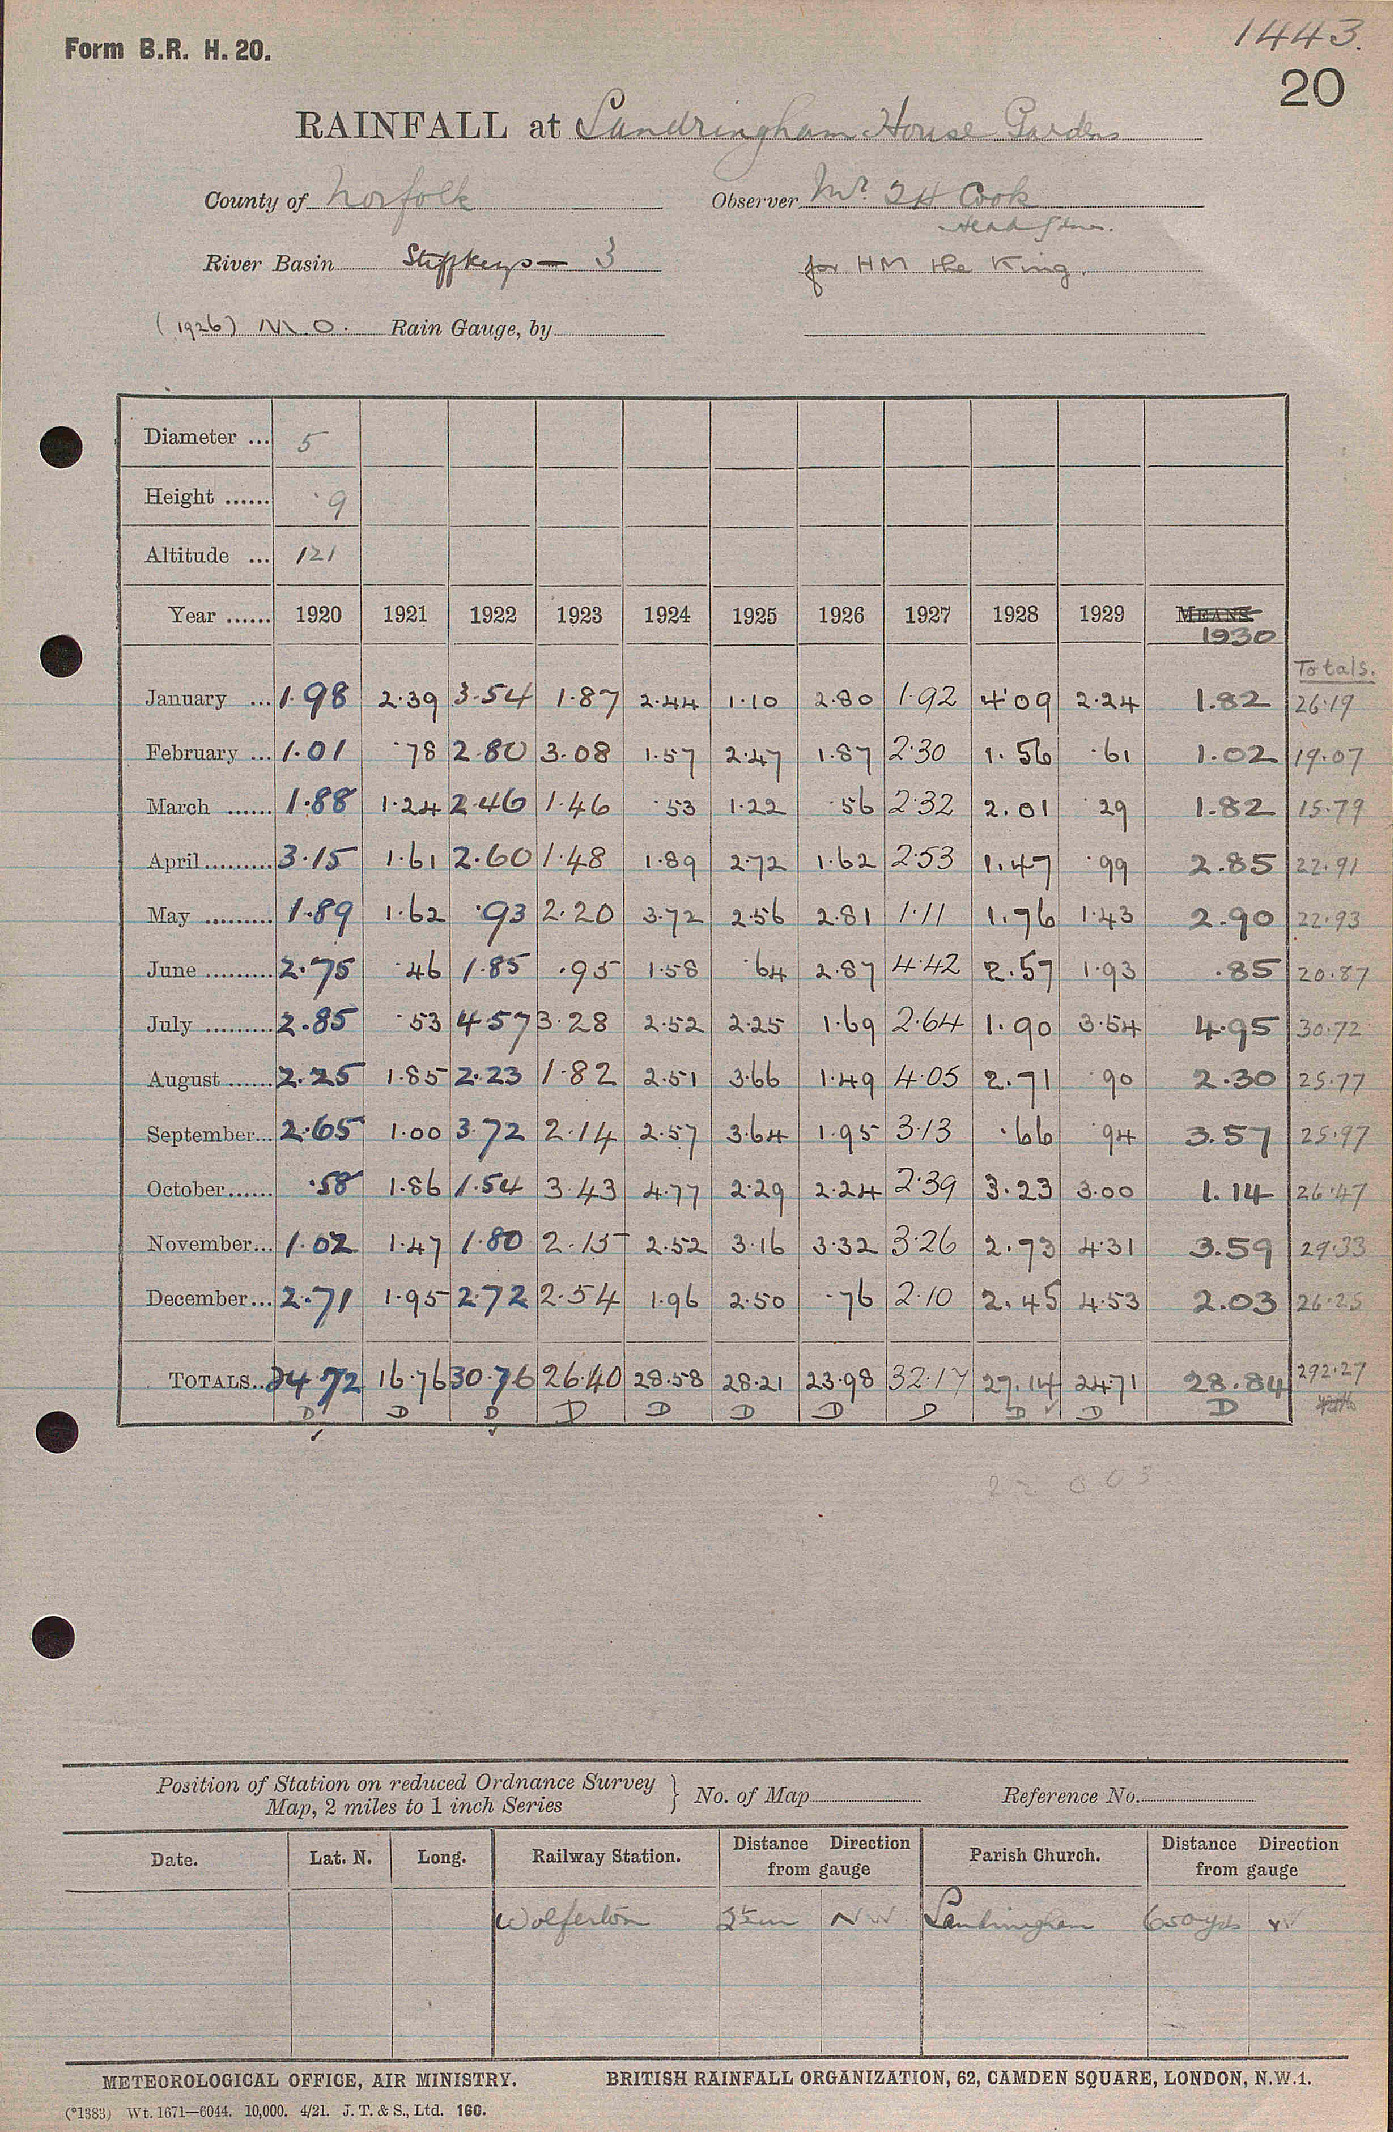 Form B.R. H. 20.
1443.
20
RAINFALL at Sandringham House Gardens
County of Norfolk Observer Mr. T H Cook
Head Gdnr.
River Basin Stiffkeys — 3 for HM the King.
(1926) M.O. Rain Gauge, by
Diameter ... 5
Height ...... ·9
Altitude ... 121
Year ...... 1920 1921 1922 1923 1924 1925 1926 1927 1928 1929 MEANS
1930
Totals.
January ... 1.98 2.39 3.54 1.87 2.44 1.10 2.80 1.92 4.09 2.24 1.82 26.19
February ... 1.01 .78 2.80 3.08 1.57 2.47 1.87 2.30 1.56 .61 1.02 19.07
March ...... 1.88 1.24 2.46 1.46 .53 1.22 .56 2.32 2.01 .29 1.82 15.79
April ......... 3.15 1.61 2.60 1.48 1.89 2.72 1.62 2.53 1.47 .99 2.85 22.91
May ......... 1.89 1.62 .93 2.20 3.72 2.56 2.81 1.11 1.76 1.43 2.90 22.93
June ......... 2.75 .46 1.85 .95 1.58 .64 2.87 4.42 2.57 1.93 .85 20.87
July ......... 2.85 .53 4.57 3.28 2.52 2.25 1.69 2.64 1.90 3.54 4.95 30.72
August ...... 2.25 1.85 2.23 1.82 2.51 3.66 1.49 4.05 2.71 .90 2.30 25.77
September... 2.65 1.00 3.72 2.14 2.57 3.64 1.95 3.13 .66 .94 3.57 25.97
October...... .58 1.86 1.54 3.43 4.77 2.29 2.24 2.39 3.23 3.00 1.14 26.47
November... 1.02 1.47 1.80 2.15 2.52 3.16 3.32 3.26 2.73 4.31 3.59 29.33
December... 2.71 1.95 2.72 2.54 1.96 2.50 .76 2.10 2.45 4.53 2.03 26.25
TOTALS.. 24.72 16.76 30.76 26.40 28.58 28.21 23.98 32.17 27.14 24.71 28.84 292.27
D D D D D D D D D D D
Position of Station on reduced Ordnance Survey } No. of Map Reference No.
Map, 2 miles to 1 inch Series
Date. Lat. N. Long. Railway Station. Distance Direction Parish Church. Distance Direction
from gauge from gauge
Wolferton NW Sandringham 650yds W
METEOROLOGICAL OFFICE, AIR MINISTRY. BRITISH RAINFALL ORGANIZATION, 62, CAMDEN SQUARE, LONDON, N.W.1.
(*1383) Wt. 1671—6044. 10,000. 4/21. J. T. & S., Ltd. 160.